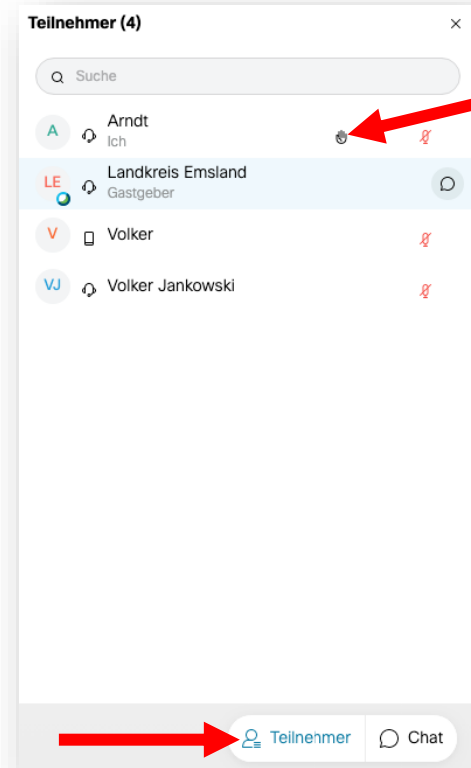 Teilnehmer (4)
Suche
A
Arndt
Ich
LE
Landkreis Emsland
Gastgeber
V
Volker
VJ
Volker Jankowski
Teilnehmer
Chat